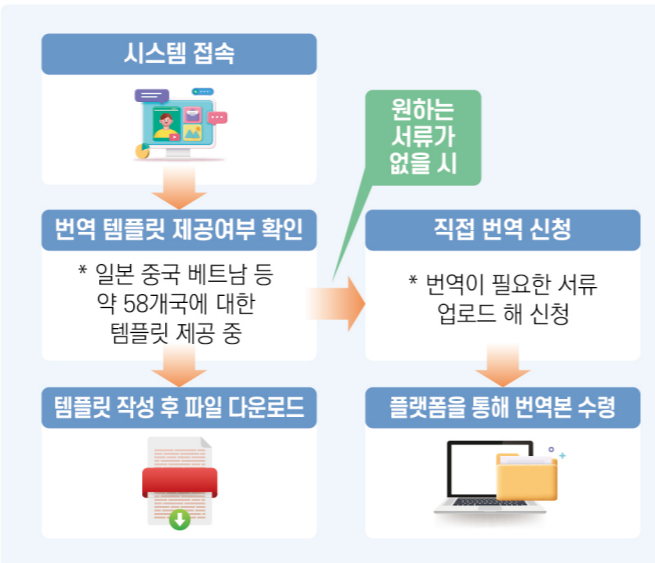 시스템 접속
원하는
서류가
없을 시
번역 템플릿 제공여부 확인
* 일본 중국 베트남 등
약 58개국에 대한
템플릿 제공 중
직접 번역 신청
* 번역이 필요한 서류
업로드 해 신청
템플릿 작성 후 파일 다운로드
플랫폼을 통해 번역본 수령